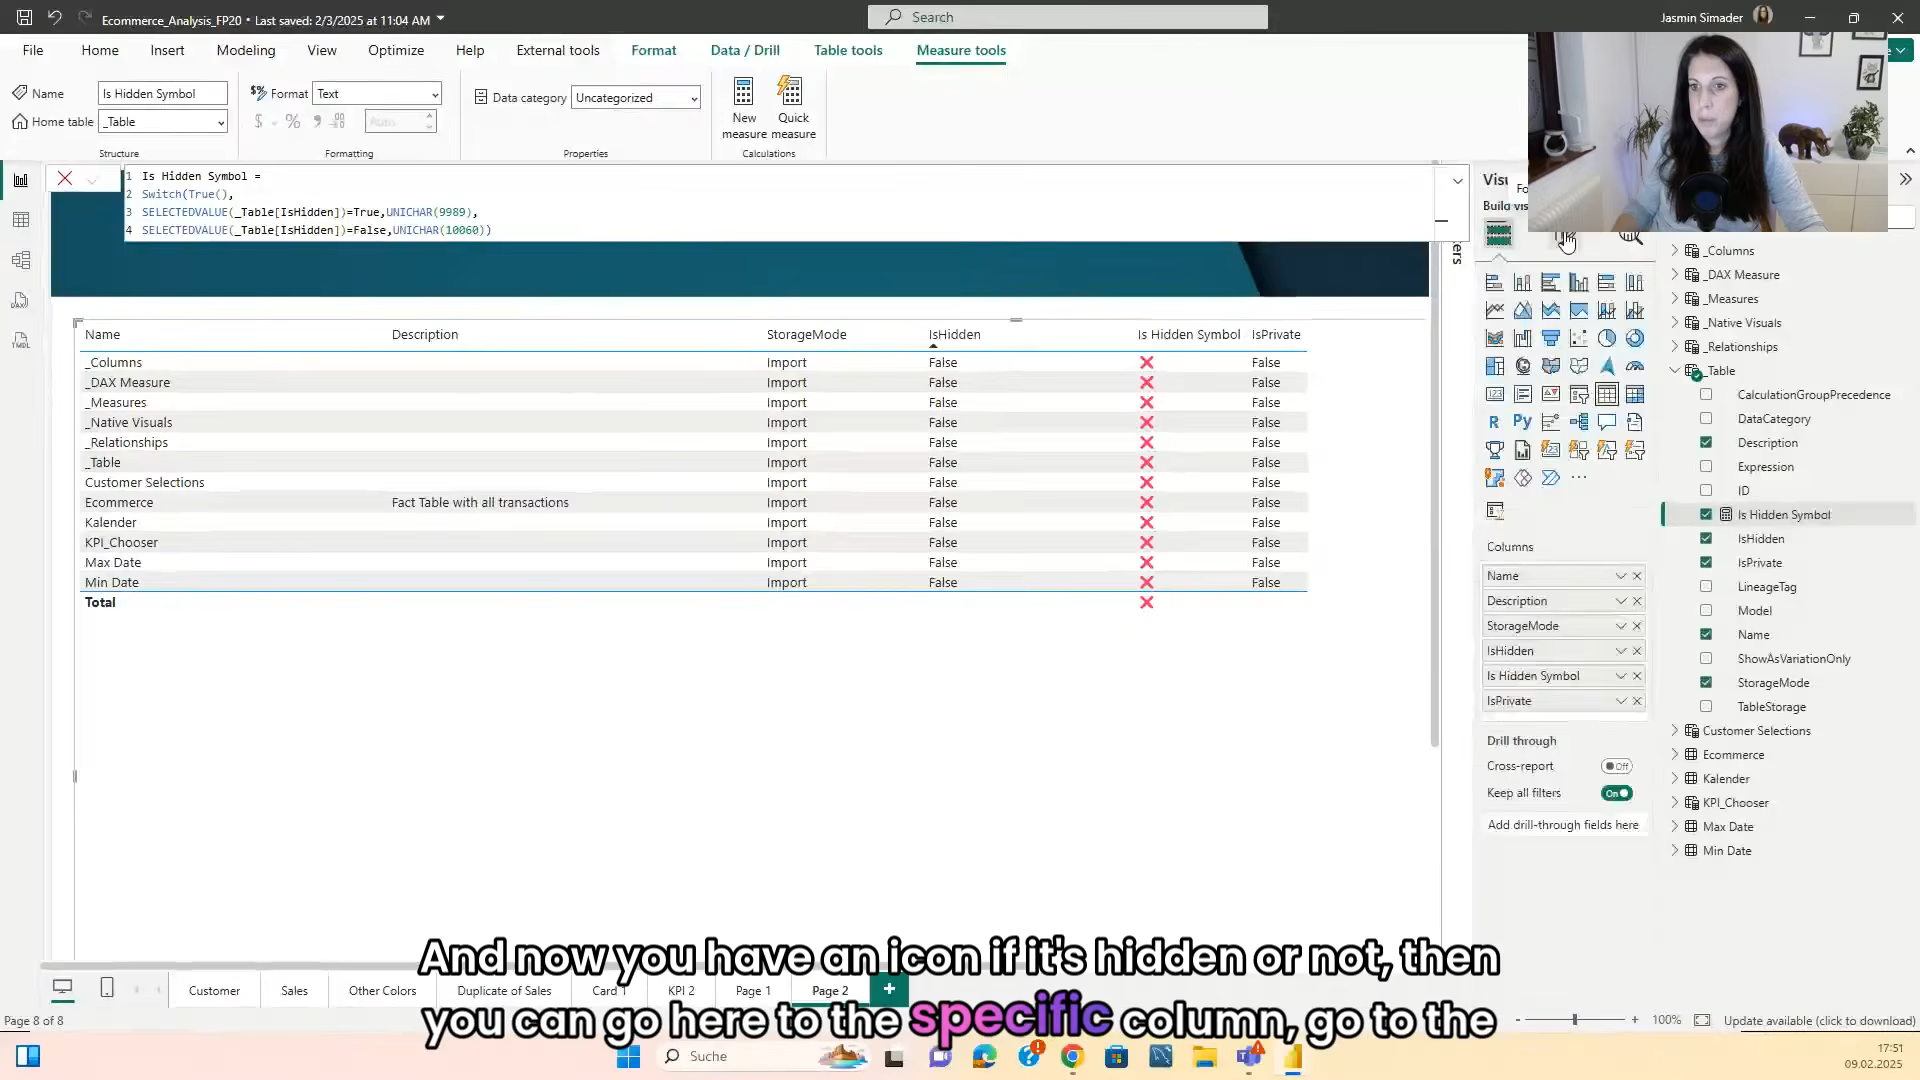 Ecommerce_Analysis_FP20 • Last saved: 2/3/2025 at 11:04 AM
Search
Jasmin Simader
File Home Insert Modeling View Optimize Help External tools Format Data / Drill Table tools Measure tools
Name Is Hidden Symbol
Format Text
Data category Uncategorized
Home table _Table
$ % Auto
New measure
Quick measure
Structure
Formatting
Properties
Calculations
1 Is Hidden Symbol =
2 Switch(True(),
3 SELECTEDVALUE(_Table[IsHidden])=True,UNICHAR(9989),
4 SELECTEDVALUE(_Table[IsHidden])=False,UNICHAR(10060))
Name Description StorageMode IsHidden Is Hidden Symbol IsPrivate
_Columns Import False ❌ False
_DAX Measure Import False ❌ False
_Measures Import False ❌ False
_Native Visuals Import False ❌ False
_Relationships Import False ❌ False
_Table Import False ❌ False
Customer Selections Import False ❌ False
Ecommerce Fact Table with all transactions Import False ❌ False
Kalender Import False ❌ False
KPI_Chooser Import False ❌ False
Max Date Import False ❌ False
Min Date Import False ❌ False
Total ❌
Build vis
R Py
Columns
Name
Description
StorageMode
IsHidden
Is Hidden Symbol
IsPrivate
Drill through
Cross-report Off
Keep all filters On
Add drill-through fields here
_Columns
_DAX Measure
_Measures
_Native Visuals
_Relationships
_Table
CalculationGroupPrecedence
DataCategory
Description
Expression
ID
Is Hidden Symbol
IsHidden
IsPrivate
LineageTag
Model
Name
ShowAsVariationOnly
StorageMode
TableStorage
Customer Selections
Ecommerce
Kalender
KPI_Chooser
Max Date
Min Date
And now you have an icon if it's hidden or not, then
you can go here to the specific column, go to the
Customer Sales Other Colors Duplicate of Sales Card 1 KPI 2 Page 1 Page 2 +
Page 8 of 8
- + 100% Update available (click to download)
Suche
17:51
09.02.2025